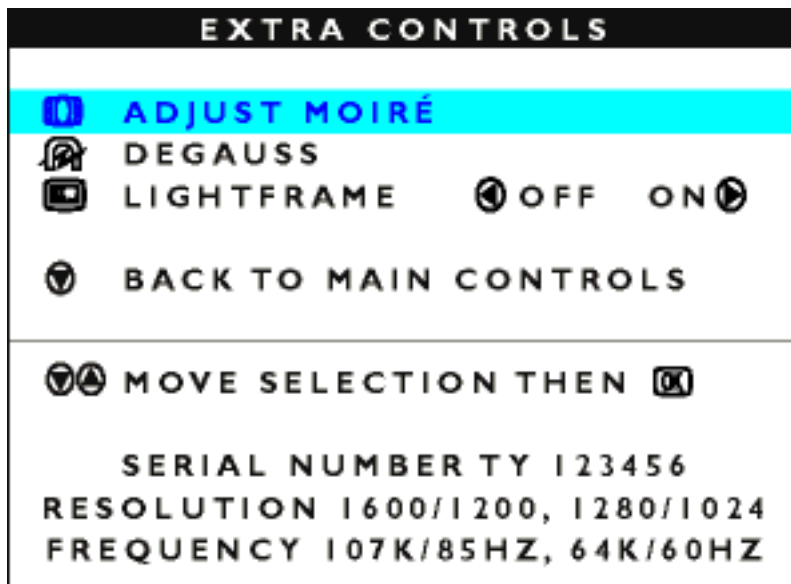 EXTRA CONTROLS
ADJUST MOIRÉ
DEGAUSS
LIGHTFRAME OFF ON
BACK TO MAIN CONTROLS
MOVE SELECTION THEN OK
SERIAL NUMBER TY 123456
RESOLUTION 1600/1200, 1280/1024
FREQUENCY 107K/85HZ, 64K/60HZ